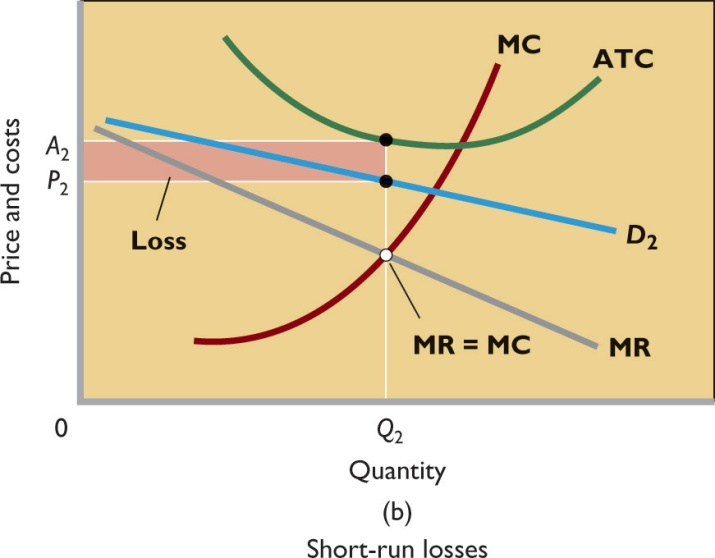 MC
ATC
A₂
P₂
Price and costs
Loss
D₂
MR = MC
MR
0
Q₂
Quantity
(b)
Short-run losses